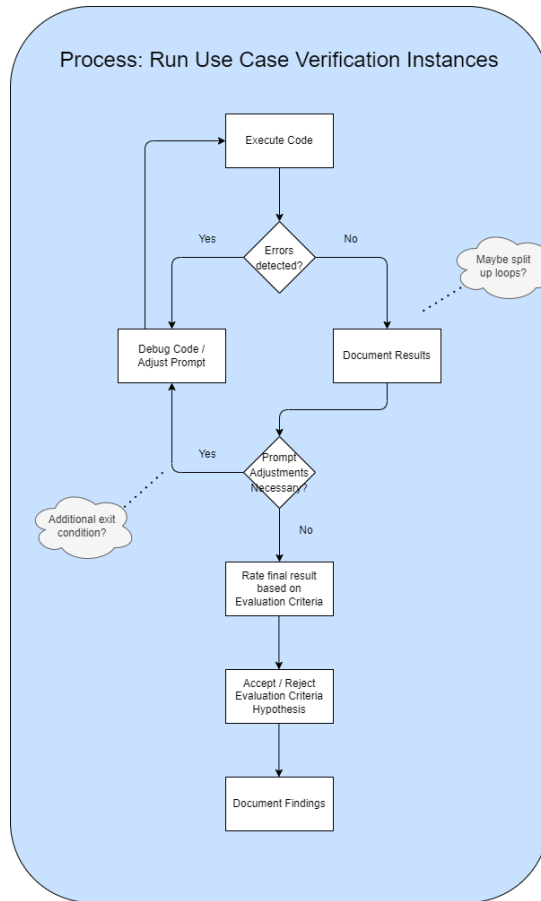 Process: Run Use Case Verification Instances
Execute Code
Yes
No
Errors
detected?
Maybe split
up loops?
Debug Code /
Adjust Prompt
Document Results
Yes
Prompt
Adjustments
Necessary?
Additional exit
condition?
No
Rate final result
based on
Evaluation Criteria
Accept / Reject
Evaluation Criteria
Hypothesis
Document Findings